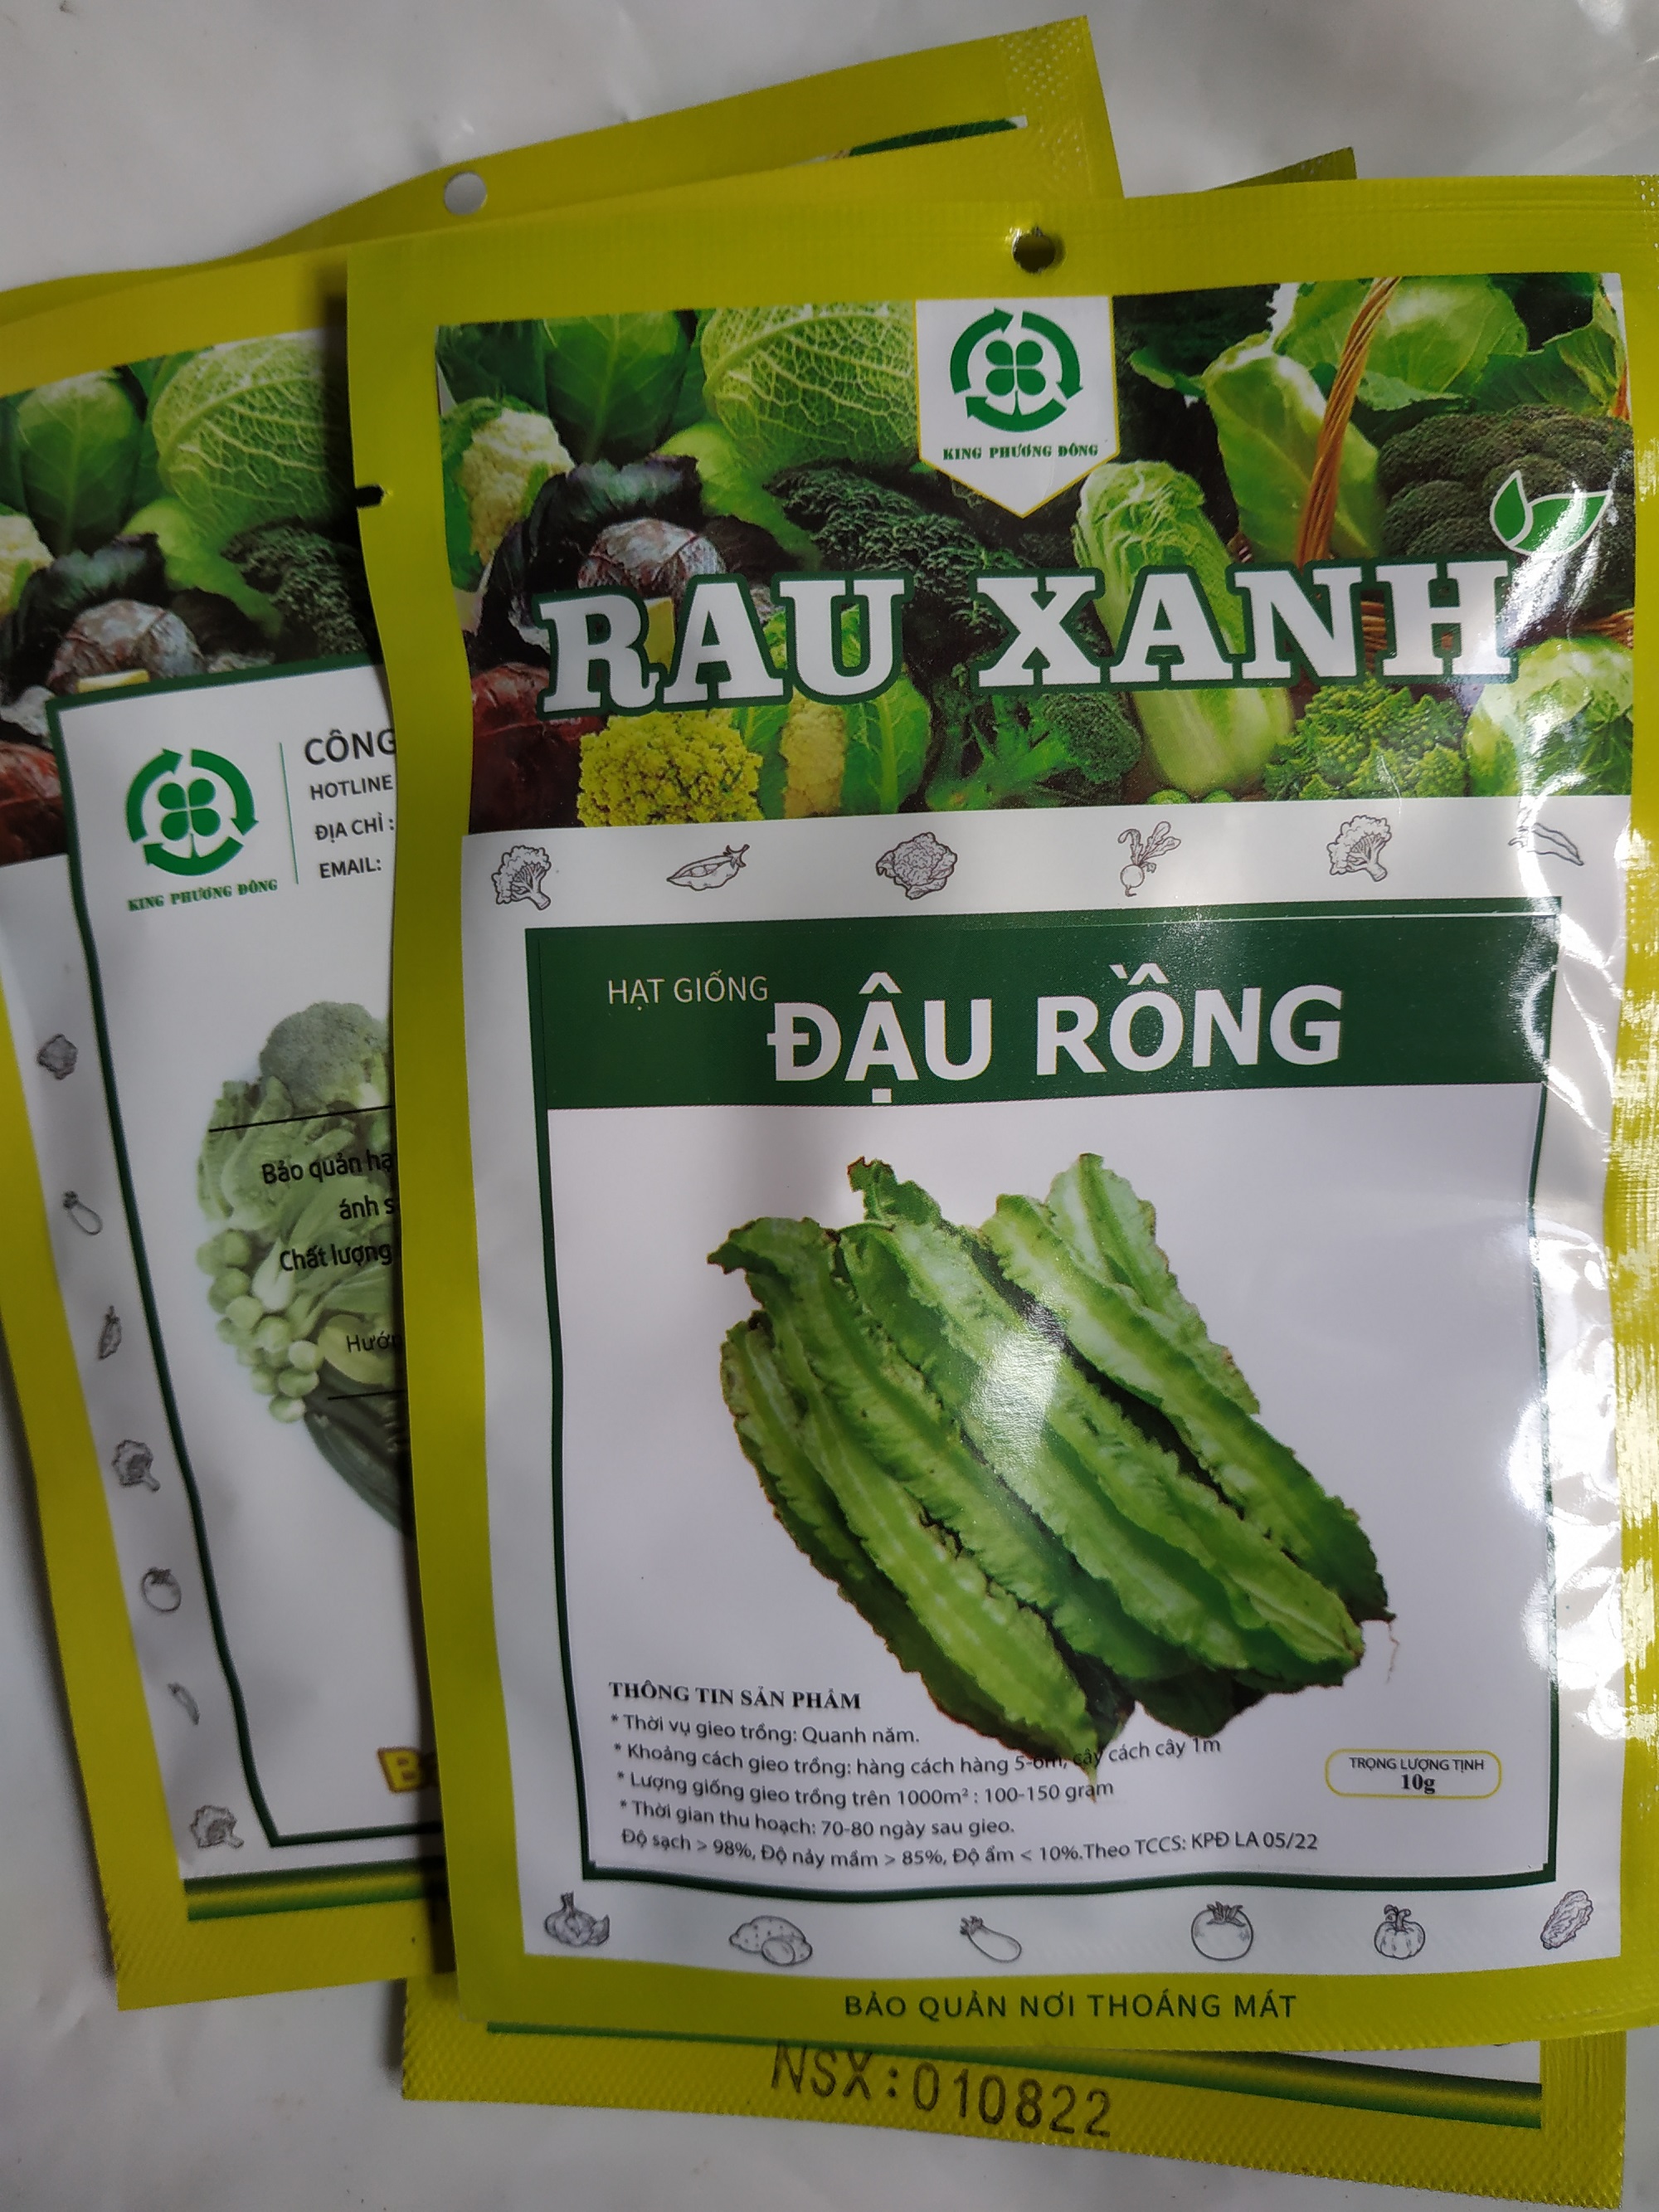 KING PHƯƠNG ĐÔNG
RAU XANH
HẠT GIỐNG
ĐẬU RỒNG
THÔNG TIN SẢN PHẨM
* Thời vụ gieo trồng: Quanh năm.
* Khoảng cách gieo trồng: hàng cách hàng 5-6m, cây cách cây 1m
* Lượng giống gieo trồng trên 1000m² : 100-150 gram
* Thời gian thu hoạch: 70-80 ngày sau gieo.
Độ sạch > 98%, Độ nảy mầm > 85%, Độ ẩm < 10%.Theo TCCS: KPĐ LA 05/22
TRỌNG LƯỢNG TỊNH
10g
BẢO QUẢN NƠI THOÁNG MÁT
NSX:010822
KING PHƯƠNG ĐÔNG
CÔNG
HOTLINE
ĐỊA CHỈ :
EMAIL:
Bảo quản hạ
ánh s
Chất lượng
Hướn